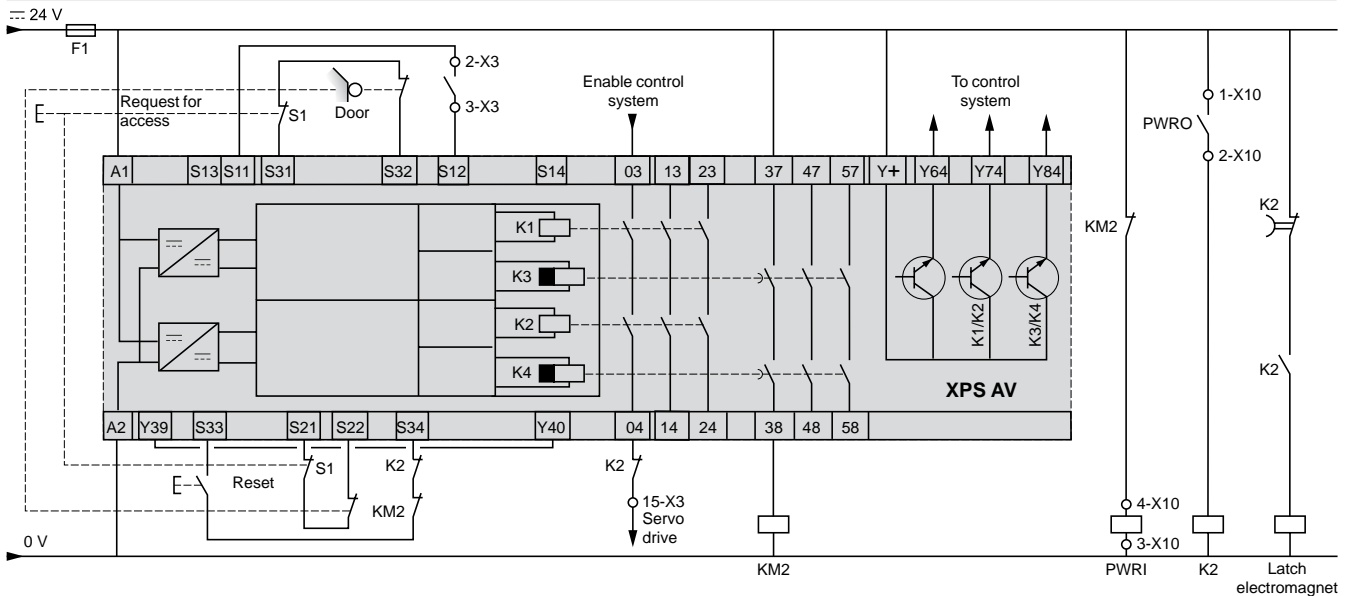 24 V
F1
2-X3
3-X3
Request for
access
S1
Door
Enable control
system
To control
system
1-X10
PWRO
2-X10
A1 S13 S11 S31 S32 S12 S14 03 13 23 37 47 57 Y+ Y64 Y74 Y84
KM2
K2
K1
K3
K2
K4
K1/K2
K3/K4
K2
XPS AV
A2 Y39 S33 S21 S22 S34 Y40 04 14 24 38 48 58
S1
K2
K2
Reset
KM2
15-X3
Servo
drive
4-X10
3-X10
0 V
KM2
PWRI
K2
Latch
electromagnet